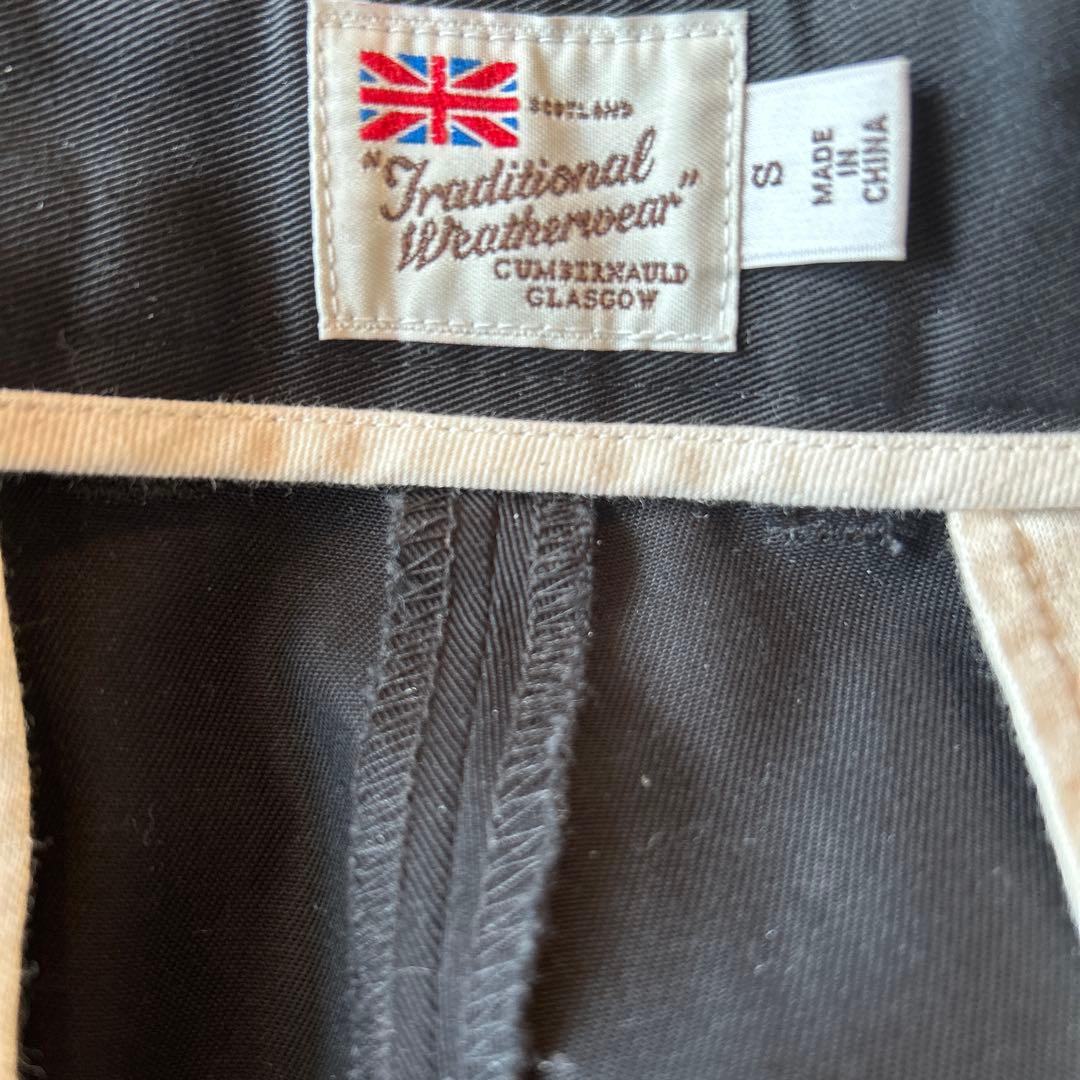 SCOTLAND
"Traditional
Weatherwear"
CUMBERNAULD
GLASGOW
S
MADE
IN
CHINA